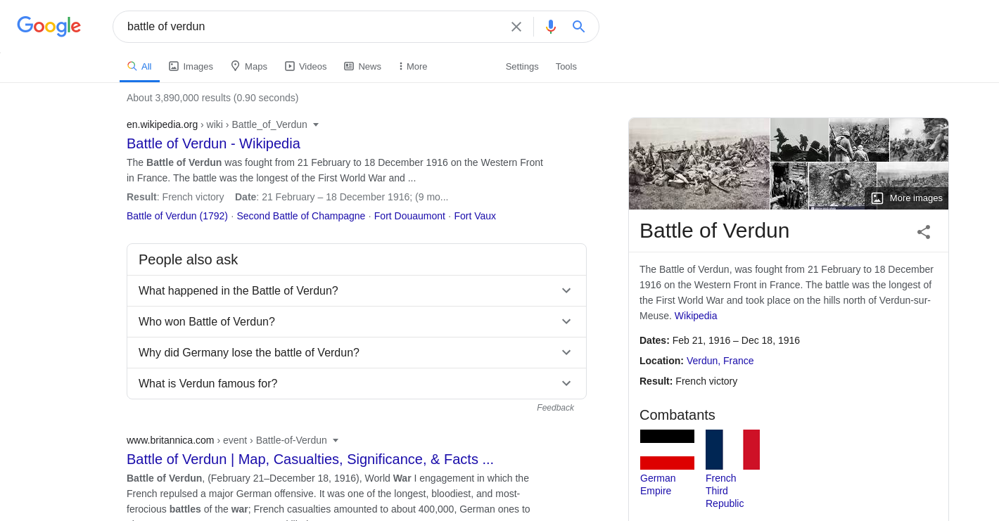 Google
battle of verdun
All
Images
Maps
Videos
News
More
Settings
Tools
About 3,890,000 results (0.90 seconds)
en.wikipedia.org › wiki › Battle_of_Verdun
Battle of Verdun - Wikipedia
The Battle of Verdun was fought from 21 February to 18 December 1916 on the Western Front
in France. The battle was the longest of the First World War and ...
Result: French victory Date: 21 February – 18 December 1916; (9 mo...
Battle of Verdun (1792) · Second Battle of Champagne · Fort Douaumont · Fort Vaux
People also ask
What happened in the Battle of Verdun?
Who won Battle of Verdun?
Why did Germany lose the battle of Verdun?
What is Verdun famous for?
Feedback
www.britannica.com › event › Battle-of-Verdun
Battle of Verdun | Map, Casualties, Significance, & Facts ...
Battle of Verdun, (February 21–December 18, 1916), World War I engagement in which the
French repulsed a major German offensive. It was one of the longest, bloodiest, and most-
ferocious battles of the war; French casualties amounted to about 400,000, German ones to
More images
Battle of Verdun
The Battle of Verdun, was fought from 21 February to 18 December
1916 on the Western Front in France. The battle was the longest of
the First World War and took place on the hills north of Verdun-sur-
Meuse. Wikipedia
Dates: Feb 21, 1916 – Dec 18, 1916
Location: Verdun, France
Result: French victory
Combatants
German
Empire
French
Third
Republic